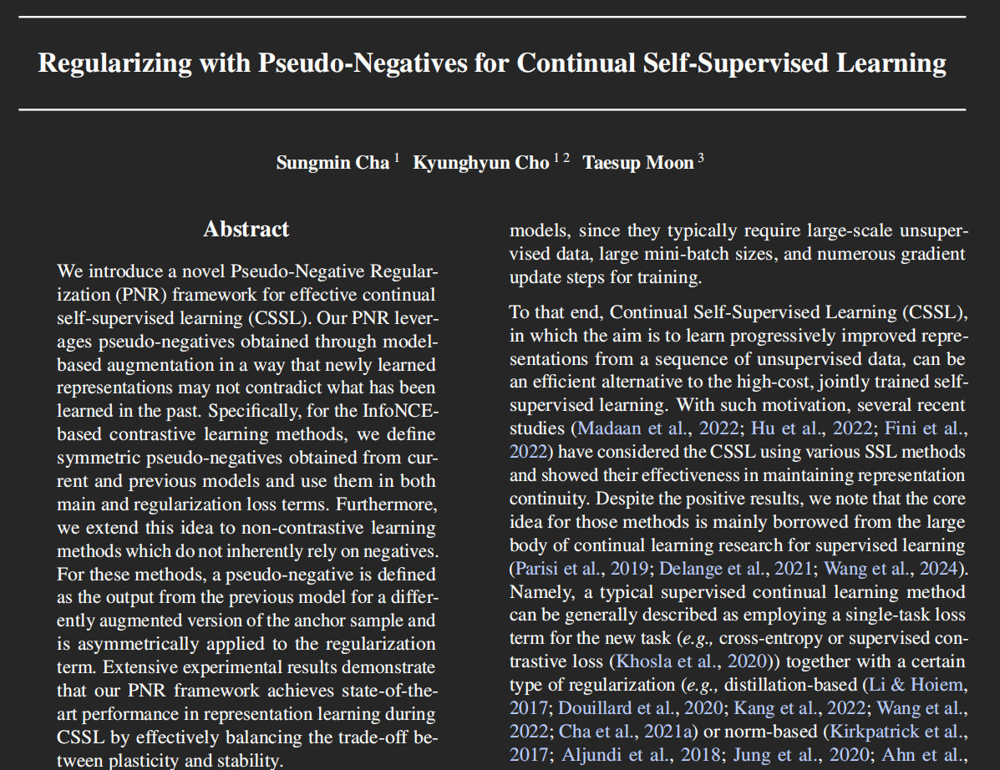 Regularizing with Pseudo-Negatives for Continual Self-Supervised Learning
Sungmin Cha 1 Kyunghyun Cho 1 2 Taesup Moon 3
Abstract
We introduce a novel Pseudo-Negative Regular-
ization (PNR) framework for effective continual
self-supervised learning (CSSL). Our PNR lever-
ages pseudo-negatives obtained through model-
based augmentation in a way that newly learned
representations may not contradict what has been
learned in the past. Specifically, for the InfoNCE-
based contrastive learning methods, we define
symmetric pseudo-negatives obtained from cur-
rent and previous models and use them in both
main and regularization loss terms. Furthermore,
we extend this idea to non-contrastive learning
methods which do not inherently rely on negatives.
For these methods, a pseudo-negative is defined
as the output from the previous model for a differ-
ently augmented version of the anchor sample and
is asymmetrically applied to the regularization
term. Extensive experimental results demonstrate
that our PNR framework achieves state-of-the-
art performance in representation learning during
CSSL by effectively balancing the trade-off be-
tween plasticity and stability.
models, since they typically require large-scale unsuper-
vised data, large mini-batch sizes, and numerous gradient
update steps for training.
To that end, Continual Self-Supervised Learning (CSSL),
in which the aim is to learn progressively improved repre-
sentations from a sequence of unsupervised data, can be
an efficient alternative to the high-cost, jointly trained self-
supervised learning. With such motivation, several recent
studies (Madaan et al., 2022; Hu et al., 2022; Fini et al.,
2022) have considered the CSSL using various SSL methods
and showed their effectiveness in maintaining representation
continuity. Despite the positive results, we note that the core
idea for those methods is mainly borrowed from the large
body of continual learning research for supervised learning
(Parisi et al., 2019; Delange et al., 2021; Wang et al., 2024).
Namely, a typical supervised continual learning method
can be generally described as employing a single-task loss
term for the new task (e.g., cross-entropy or supervised con-
trastive loss (Khosla et al., 2020)) together with a certain
type of regularization (e.g., distillation-based (Li & Hoiem,
2017; Douillard et al., 2020; Kang et al., 2022; Wang et al.,
2022; Cha et al., 2021a) or norm-based (Kirkpatrick et al.,
2017; Aljundi et al., 2018; Jung et al., 2020; Ahn et al.,